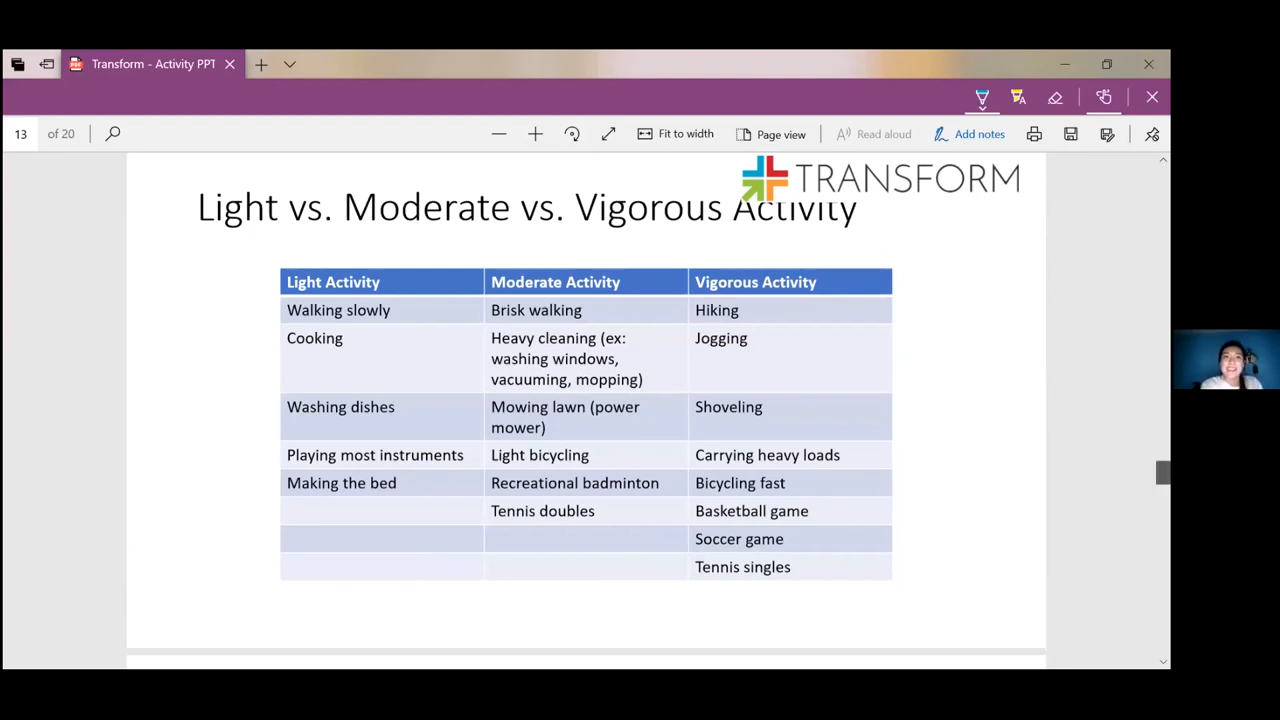 Transform - Activity PPT
13 of 20
Fit to width
Page view
Read aloud
Add notes
TRANSFORM
Light vs. Moderate vs. Vigorous Activity
Light Activity Moderate Activity Vigorous Activity
Walking slowly Brisk walking Hiking
Cooking Heavy cleaning (ex: Jogging
washing windows,
vacuuming, mopping)
Washing dishes Mowing lawn (power Shoveling
mower)
Playing most instruments Light bicycling Carrying heavy loads
Making the bed Recreational badminton Bicycling fast
Tennis doubles Basketball game
Soccer game
Tennis singles